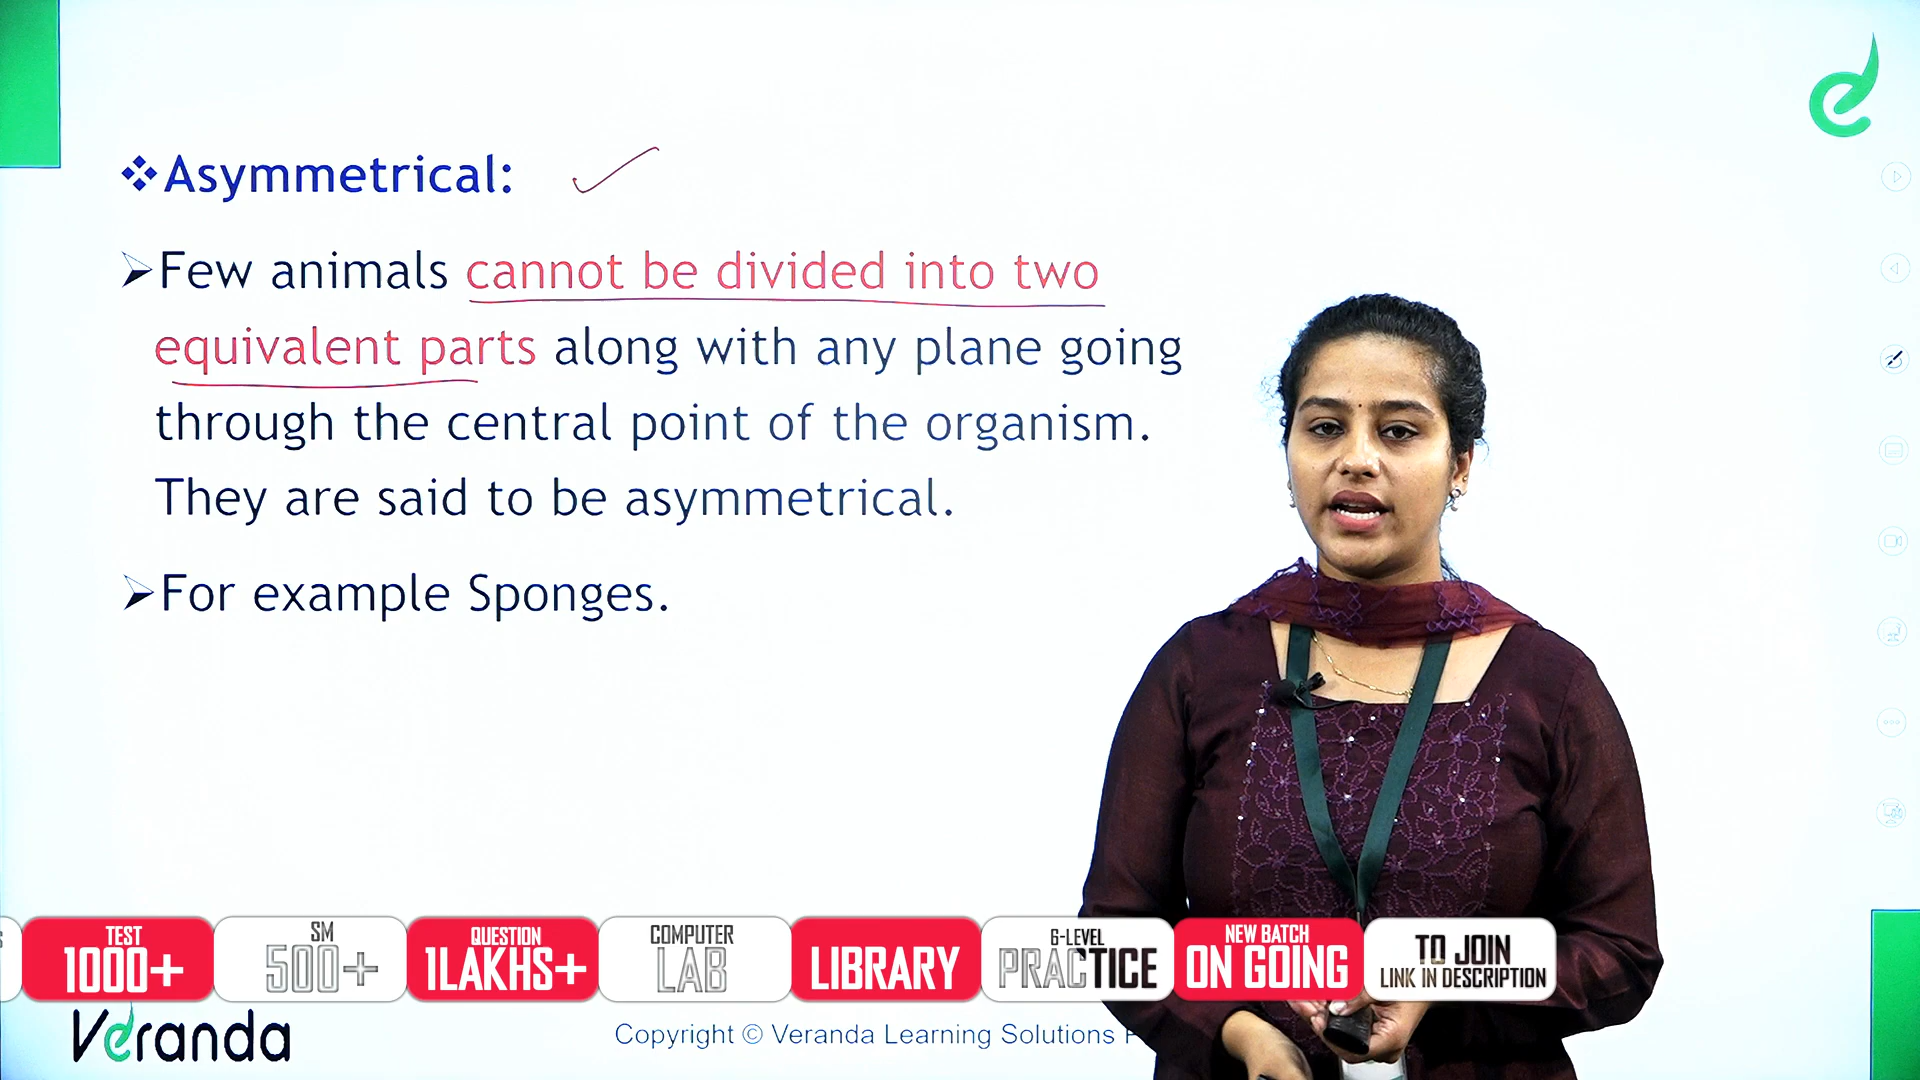 ❖Asymmetrical:
➢Few animals cannot be divided into two
equivalent parts along with any plane going
through the central point of the organism.
They are said to be asymmetrical.
➢For example Sponges.
TEST
1000+
SM
500+
QUESTION
1LAKHS+
COMPUTER
LAB
LIBRARY
6-LEVEL
PRACTICE
NEW BATCH
ON GOING
TO JOIN
LINK IN DESCRIPTION
Veranda
Copyright © Veranda Learning Solutions